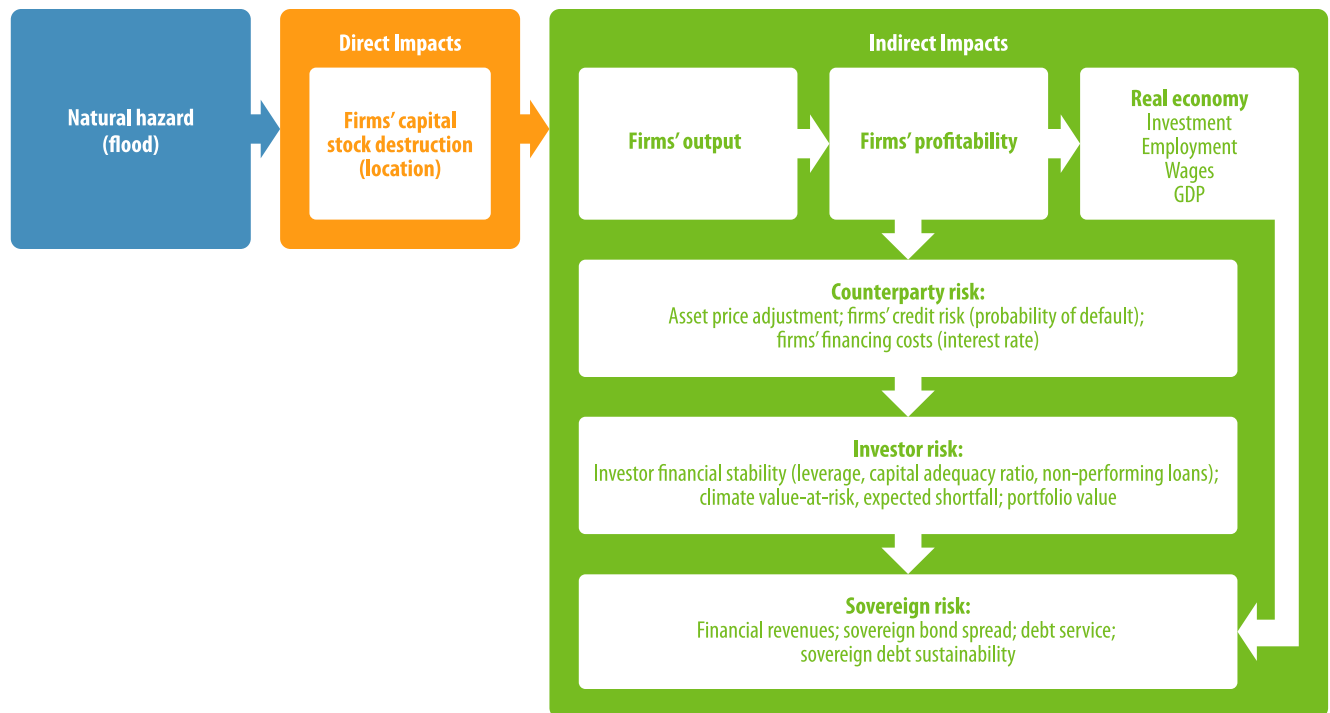 Natural hazard
(flood)
Direct Impacts
Firms’ capital
stock destruction
(location)
Indirect Impacts
Firms’ output
Firms’ profitability
Real economy
Investment
Employment
Wages
GDP
Counterparty risk:
Asset price adjustment; firms’ credit risk (probability of default);
firms’ financing costs (interest rate)
Investor risk:
Investor financial stability (leverage, capital adequacy ratio, non-performing loans);
climate value-at-risk, expected shortfall; portfolio value
Sovereign risk:
Financial revenues; sovereign bond spread; debt service;
sovereign debt sustainability